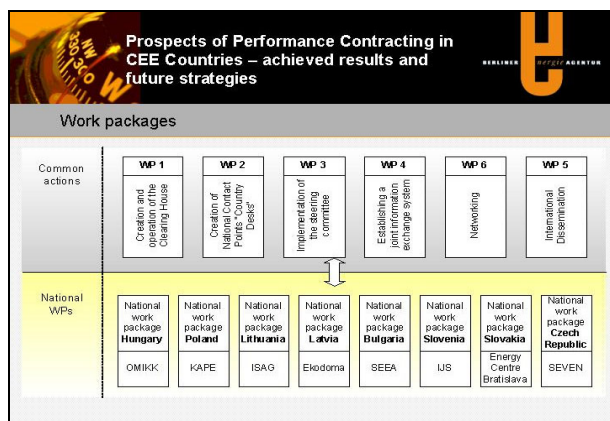 Prospects of Performance Contracting in
CEE Countries – achieved results and
future strategies
BERLINER energie AGENTUR
Work packages
Common
actions
WP 1
WP 2
WP 3
WP 4
WP 6
WP 5
Creation and
operation of the
Clearing House
Creation of
National Contact
Points "Country
Desks"
Implementation of
the steering
committee
Establishing a
joint information
exchange system
Networking
International
Dissemination
National
WPs
National
work
package
Hungary
National
work
package
Poland
National
work
package
Lithuania
National
work
package
Latvia
National
work
package
Bulgaria
National
work
package
Slovenia
National
work
package
Slovakia
National
work
package
Czech
Republic
OMIKK
KAPE
ISAG
Ekodoma
SEEA
IJS
Energy
Centre
Bratislava
SEVEN
NW
330
300
W